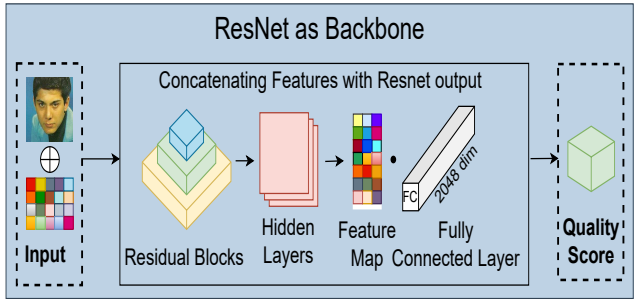 ResNet as Backbone
Concatenating Features with Resnet output
FC
2048 dim
Input
Residual Blocks
Hidden
Layers
Feature
Map
Fully
Connected Layer
Quality
Score